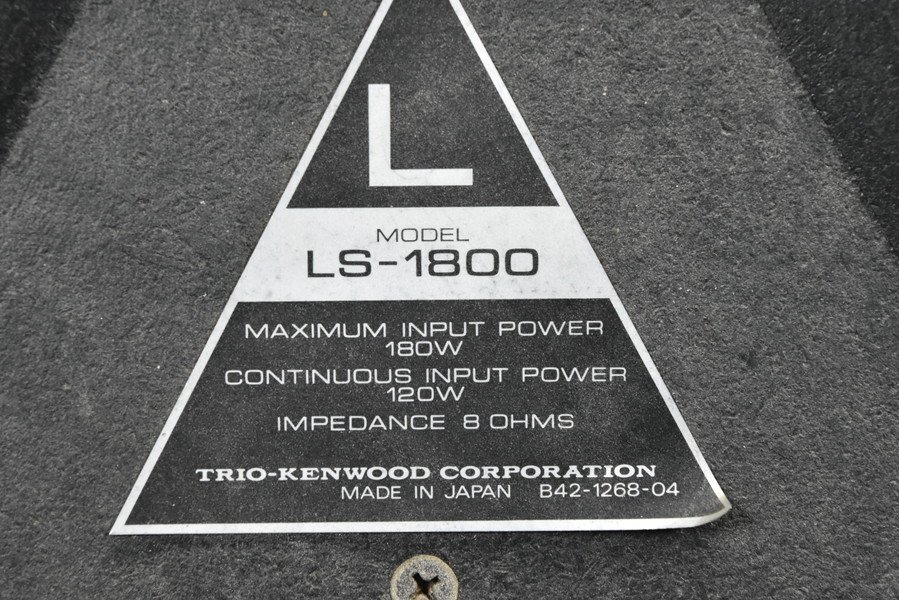 L
MODEL
LS-1800
MAXIMUM INPUT POWER
180W
CONTINUOUS INPUT POWER
120W
IMPEDANCE 8 OHMS
TRIO-KENWOOD CORPORATION
MADE IN JAPAN B42-1268-04